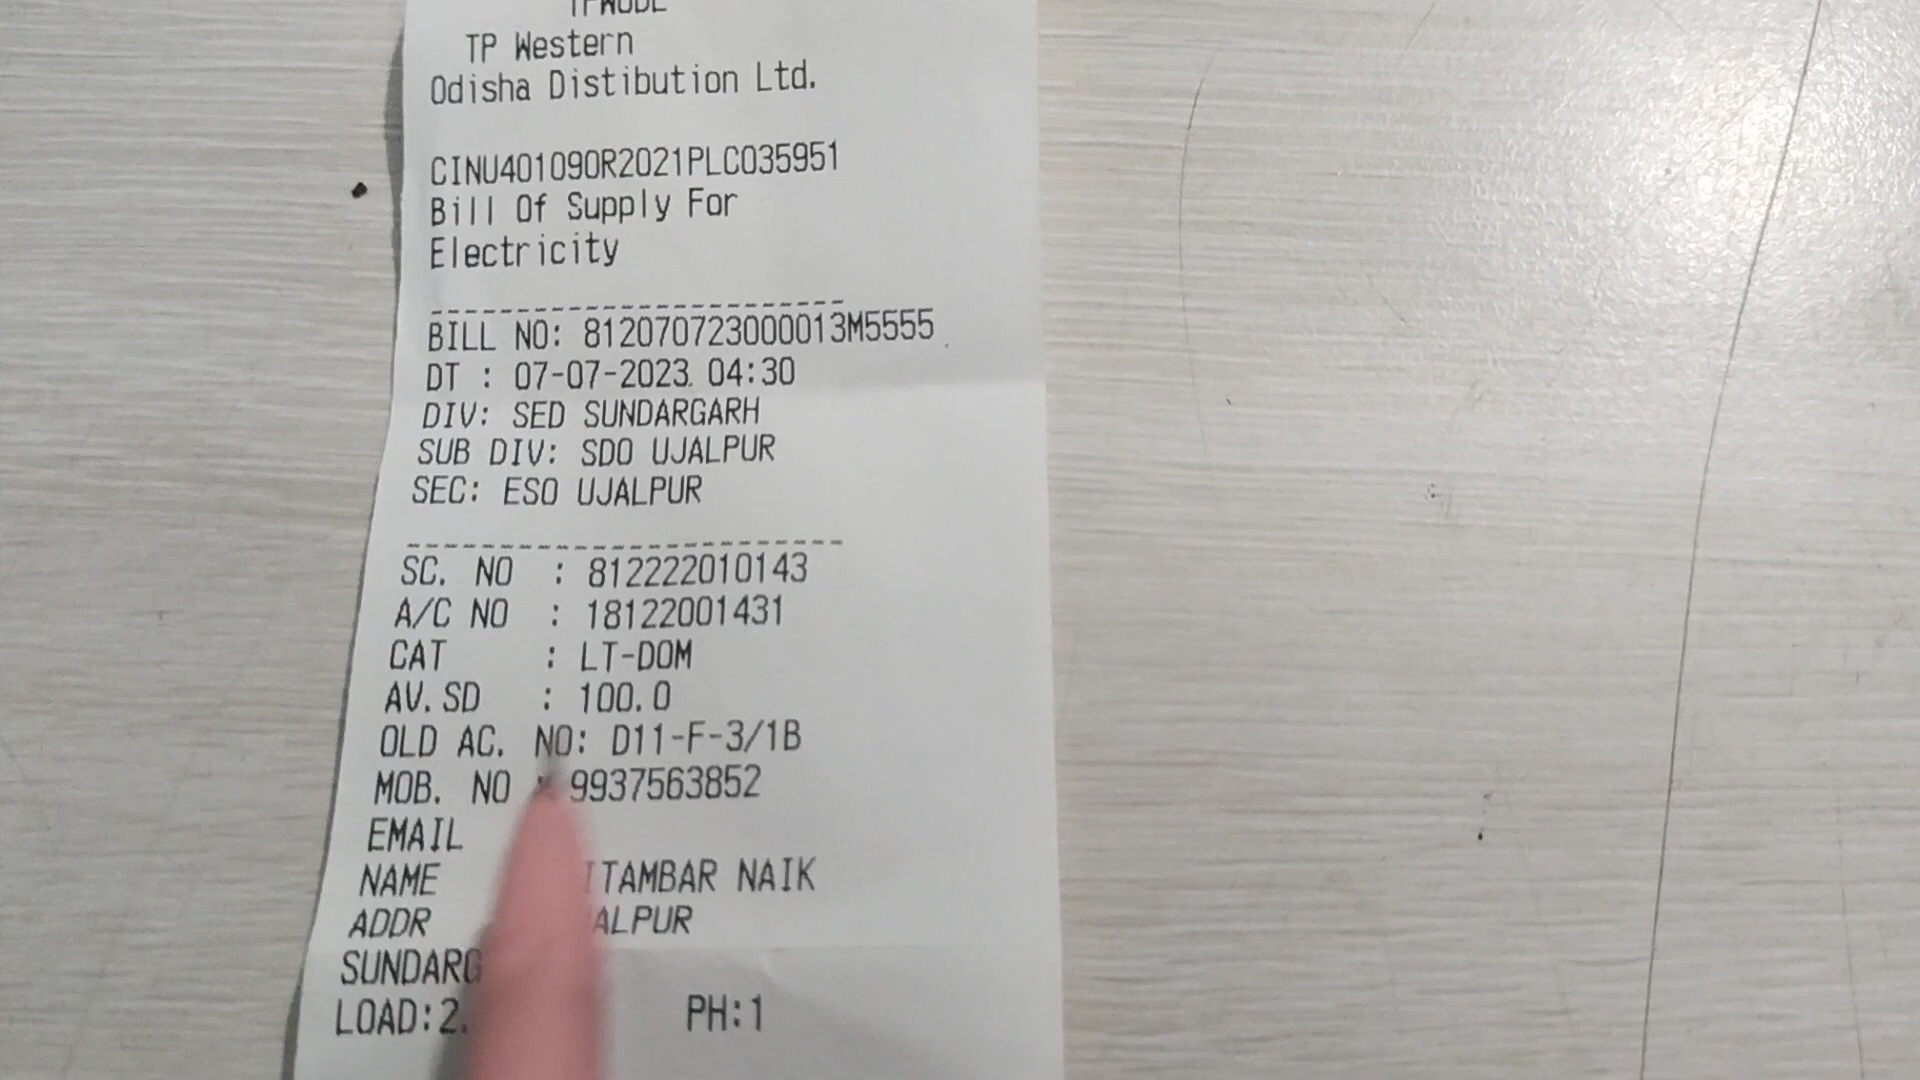 TPWODL
TP Western
Odisha Distibution Ltd.
CINU401090R2021PLC035951
Bill Of Supply For
Electricity
BILL NO: 812070723000013M5555
DT : 07-07-2023 04:30
DIV: SED SUNDARGARH
SUB DIV: SDO UJALPUR
SEC: ESO UJALPUR
SC. NO : 812222010143
A/C NO : 18122001431
CAT : LT-DOM
AV.SD : 100.0
OLD AC. NO: D11-F-3/1B
MOB. NO : 9937563852
EMAIL
NAME NAIK
ADDR
LOAD:2. PH:1